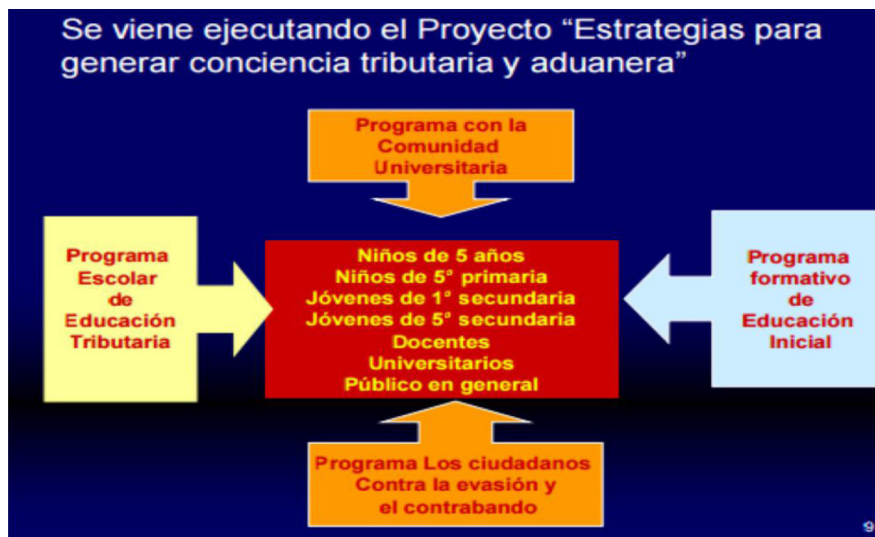 Se viene ejecutando el Proyecto “Estrategias para
generar conciencia tributaria y aduanera”
Programa con la
Comunidad
Universitaria
Programa
Escolar
de
Educación
Tributaria
Niños de 5 años
Niños de 5° primaria
Jóvenes de 1° secundaria
Jóvenes de 5° secundaria
Docentes
Universitarios
Público en general
Programa
formativo
de
Educación
Inicial
Programa Los ciudadanos
Contra la evasión y
el contrabando
9